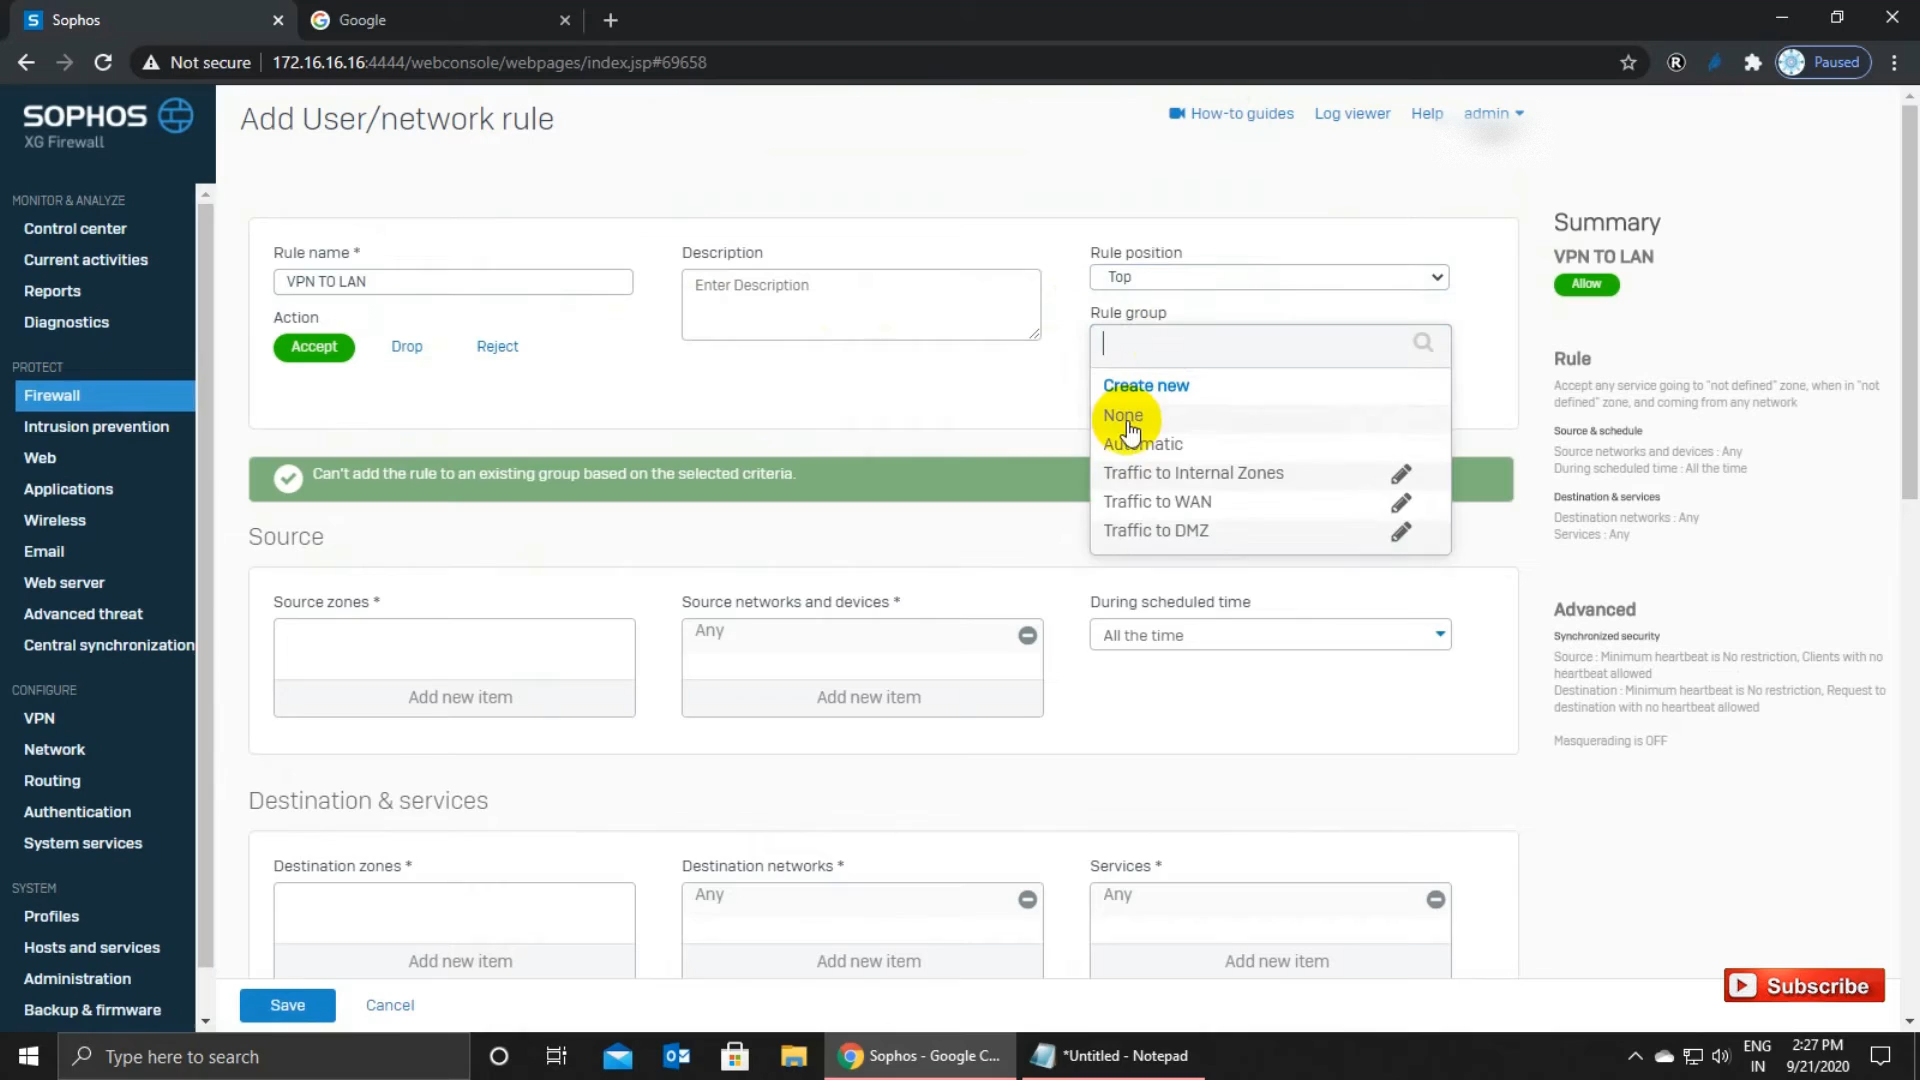 Sophos
Google
Not secure
172.16.16.16:4444/webconsole/webpages/index.jsp#69658
R
Paused
SOPHOS
XG Firewall
Add User/network rule
How-to guides
Log viewer
Help
admin
MONITOR & ANALYZE
Control center
Current activities
Reports
Diagnostics
PROTECT
Firewall
Intrusion prevention
Web
Applications
Wireless
Email
Web server
Advanced threat
Central synchronization
CONFIGURE
VPN
Network
Routing
Authentication
System services
SYSTEM
Profiles
Hosts and services
Administration
Backup & firmware
Rule name *
VPN TO LAN
Action
Accept
Drop
Reject
Description
Enter Description
Rule position
Top
Rule group
Create new
None
Automatic
Traffic to Internal Zones
Traffic to WAN
Traffic to DMZ
Can't add the rule to an existing group based on the selected criteria.
Source
Source zones *
Add new item
Source networks and devices *
Any
Add new item
During scheduled time
All the time
Destination & services
Destination zones *
Add new item
Destination networks *
Any
Add new item
Services *
Any
Add new item
Save
Cancel
Summary
VPN TO LAN
Allow
Rule
Accept any service going to "not defined" zone, when in "not
defined" zone, and coming from any network
Source & schedule
Source networks and devices : Any
During scheduled time : All the time
Destination & services
Destination networks : Any
Services : Any
Advanced
Synchronized security
Source : Minimum heartbeat is No restriction, Clients with no
heartbeat allowed
Destination : Minimum heartbeat is No restriction, Request to
destination with no heartbeat allowed
Masquerading is OFF
Subscribe
Type here to search
Sophos - Google C...
*Untitled - Notepad
ENG
IN
2:27 PM
9/21/2020